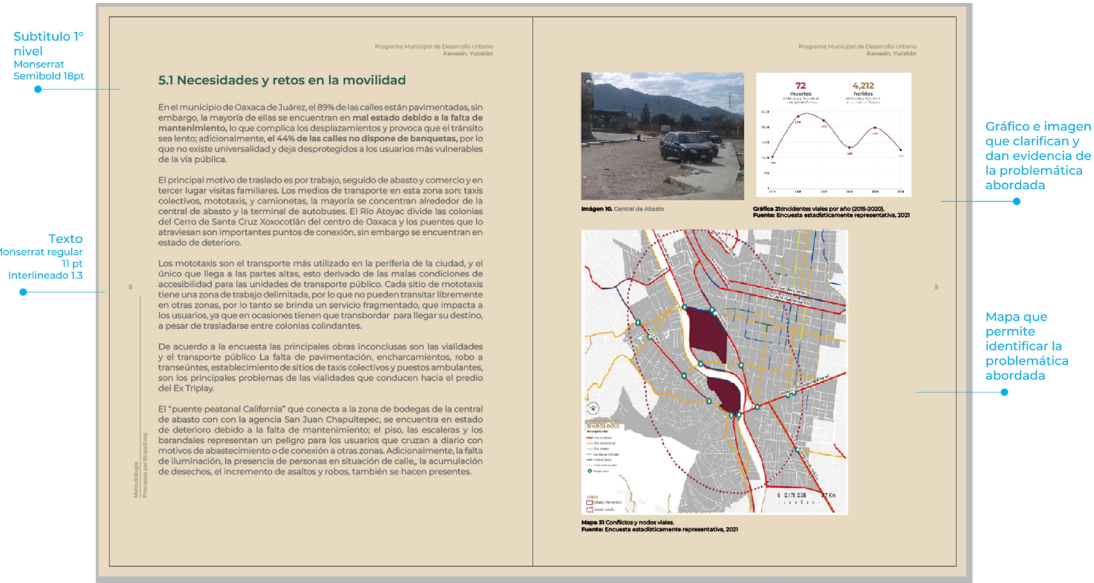 Subtitulo 1°
nivel
Monserrat
Semibold 18pt
Texto
Monserrat regular
11 pt
Interlineado 1.3
Programa Municipal de Desarrollo Urbano
Kanasín, Yucatán
5.1 Necesidades y retos en la movilidad
En el municipio de Oaxaca de Juárez, el 89% de las calles están pavimentadas, sin
embargo, la mayoría de ellas se encuentran en mal estado debido a la falta de
mantenimiento, lo que complica los desplazamientos y provoca que el tránsito
sea lento; adicionalmente, el 44% de las calles no dispone de banquetas, por lo
que no existe universalidad y deja desprotegidos a los usuarios más vulnerables
de la vía pública.
El principal motivo de traslado es por trabajo, seguido de abasto y comercio y en
tercer lugar visitas familiares. Los medios de transporte en esta zona son: taxis
colectivos, mototaxis, y camionetas, la mayoría se concentran alrededor de la
central de abasto y la terminal de autobuses. El Río Atoyac divide las colonias
del Cerro de Santa Cruz Xoxocotlán del centro de Oaxaca y los puentes que lo
atraviesan son importantes puntos de conexión, sin embargo se encuentran en
estado de deterioro.
Los mototaxis son el transporte más utilizado en la periferia de la ciudad, y el
único que llega a las partes altas, esto derivado de las malas condiciones de
accesibilidad para las unidades de transporte público. Cada sitio de mototaxis
tiene una zona de trabajo delimitada, por lo que no pueden transitar libremente
en otras zonas, por lo tanto se brinda un servicio fragmentado, que impacta a
los usuarios, ya que en ocasiones tienen que transbordar para llegar su destino,
a pesar de trasladarse entre colonias colindantes.
De acuerdo a la encuesta las principales obras inconclusas son las vialidades
y el transporte público La falta de pavimentación, encharcamientos, robo a
transeúntes, establecimiento de sitios de taxis colectivos y puestos ambulantes,
son los principales problemas de las vialidades que conducen hacia el predio
del Ex Triplay.
El "puente peatonal California" que conecta a la zona de bodegas de la central
de abasto con con la agencia San Juan Chapultepec, se encuentra en estado
de deterioro debido a la falta de mantenimiento; el piso, las escaleras y los
barandales representan un peligro para los usuarios que cruzan a diario con
motivos de abastecimiento o de conexión a otras zonas. Adicionalmente, la falta
de iluminación, la presencia de personas en situación de calle,, la acumulación
de desechos, el incremento de asaltos y robos, también se hacen presentes.
Metodología
Procesos participativos
Programa Municipal de Desarrollo Urbano
Kanasín, Yucatán
72
muertes
4,212
heridos
Imágen 10. Central de Abasto
Gráfica 21:Incidentes viales por año (2015-2020).
Fuente: Encuesta estadísticamente representativa, 2021
SIMBOLOGÍA
Mapa 31 Conflictos y nodos viales.
Fuente: Encuesta estadísticamente representativa, 2021
Gráfico e imagen
que clarifican y
dan evidencia de
la problemática
abordada
Mapa que
permite
identificar la
problemática
abordada